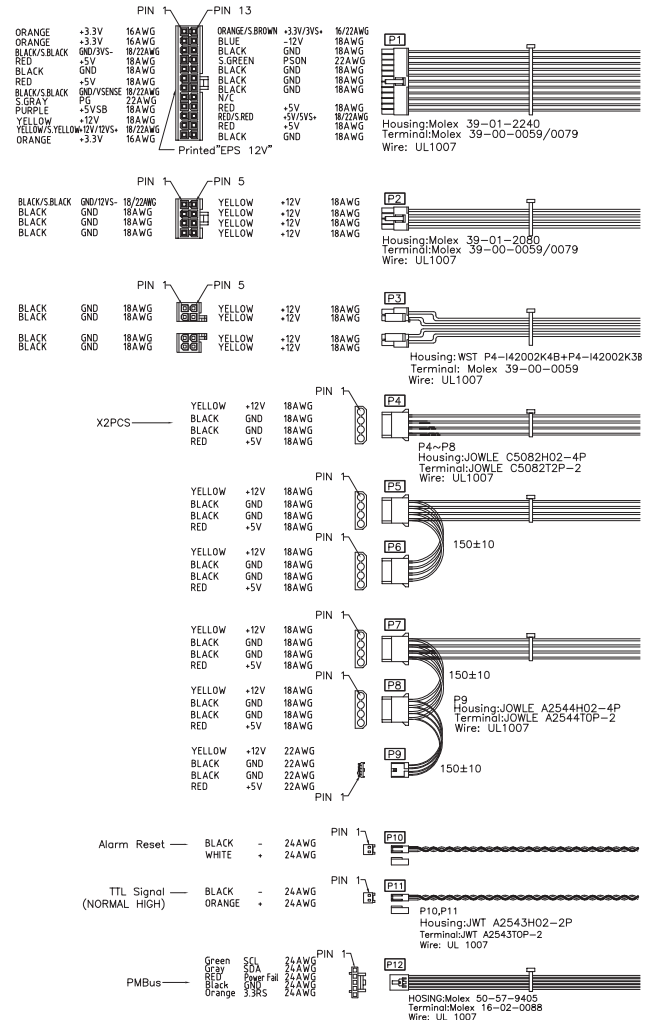 PIN 1 PIN 13
ORANGE +3.3V 16AWG ORANGE/S.BROWN +3.3V/3VS+ 16/22AWG
ORANGE +3.3V 16AWG BLUE -12V 18AWG
BLACK/S.BLACK GND/3VS- 18/22AWG BLACK GND 18AWG
RED +5V 18AWG S.GREEN PSON 22AWG
BLACK GND 18AWG BLACK GND 18AWG
RED +5V 18AWG BLACK GND 18AWG
BLACK/S.BLACK GND/VSENSE 18/22AWG BLACK GND 18AWG
S.GRAY PG 22AWG N/C
PURPLE +5VSB 18AWG RED +5V 18AWG
YELLOW +12V 18AWG RED/S.RED +5V/5VS+ 18/22AWG
YELLOW/S.YELLOW +12V/12VS+ 18/22AWG RED +5V 18AWG
ORANGE +3.3V 16AWG BLACK GND 18AWG
Printed"EPS 12V"
P1
Housing:Molex 39-01-2240
Terminal:Molex 39-00-0059/0079
Wire: UL1007
PIN 1 PIN 5
BLACK/S.BLACK GND/12VS- 18/22AWG YELLOW +12V 18AWG
BLACK GND 18AWG YELLOW +12V 18AWG
BLACK GND 18AWG YELLOW +12V 18AWG
BLACK GND 18AWG YELLOW +12V 18AWG
P2
Housing:Molex 39-01-2080
Terminal:Molex 39-00-0059/0079
Wire: UL1007
PIN 1 PIN 5
BLACK GND 18AWG YELLOW +12V 18AWG
BLACK GND 18AWG YELLOW +12V 18AWG
BLACK GND 18AWG YELLOW +12V 18AWG
BLACK GND 18AWG YELLOW +12V 18AWG
P3
Housing:WST P4-I42002K4B+P4-I42002K3B
Terminal: Molex 39-00-0059
Wire: UL1007
PIN 1
X2PCS
YELLOW +12V 18AWG
BLACK GND 18AWG
BLACK GND 18AWG
RED +5V 18AWG
P4
P4~P8
Housing:JOWLE C5082H02-4P
Terminal:JOWLE C5082T2P-2
Wire: UL1007
PIN 1
YELLOW +12V 18AWG
BLACK GND 18AWG
BLACK GND 18AWG
RED +5V 18AWG
P5
PIN 1
YELLOW +12V 18AWG
BLACK GND 18AWG
BLACK GND 18AWG
RED +5V 18AWG
P6
150±10
PIN 1
YELLOW +12V 18AWG
BLACK GND 18AWG
BLACK GND 18AWG
RED +5V 18AWG
P7
150±10
PIN 1
YELLOW +12V 18AWG
BLACK GND 18AWG
BLACK GND 18AWG
RED +5V 18AWG
P8
P9
Housing:JOWLE A2544H02-4P
Terminal:JOWLE A2544T0P-2
Wire: UL1007
YELLOW +12V 22AWG
BLACK GND 22AWG
BLACK GND 22AWG
RED +5V 22AWG
PIN 1
P9
150±10
Alarm Reset
BLACK - 24AWG
WHITE + 24AWG
PIN 1
P10
TTL Signal
(NORMAL HIGH)
BLACK - 24AWG
ORANGE + 24AWG
PIN 1
P11
P10,P11
Housing:JWT A2543H02-2P
Terminal:JWT A2543T0P-2
Wire: UL 1007
PMBus
Green SCL 24AWG
Gray SDA 24AWG
RED Power Fail 24AWG
Black GND 24AWG
Orange 3.3RS 24AWG
PIN 1
P12
HOSING:Molex 50-57-9405
Terminal:Molex 16-02-0088
Wire: UL 1007